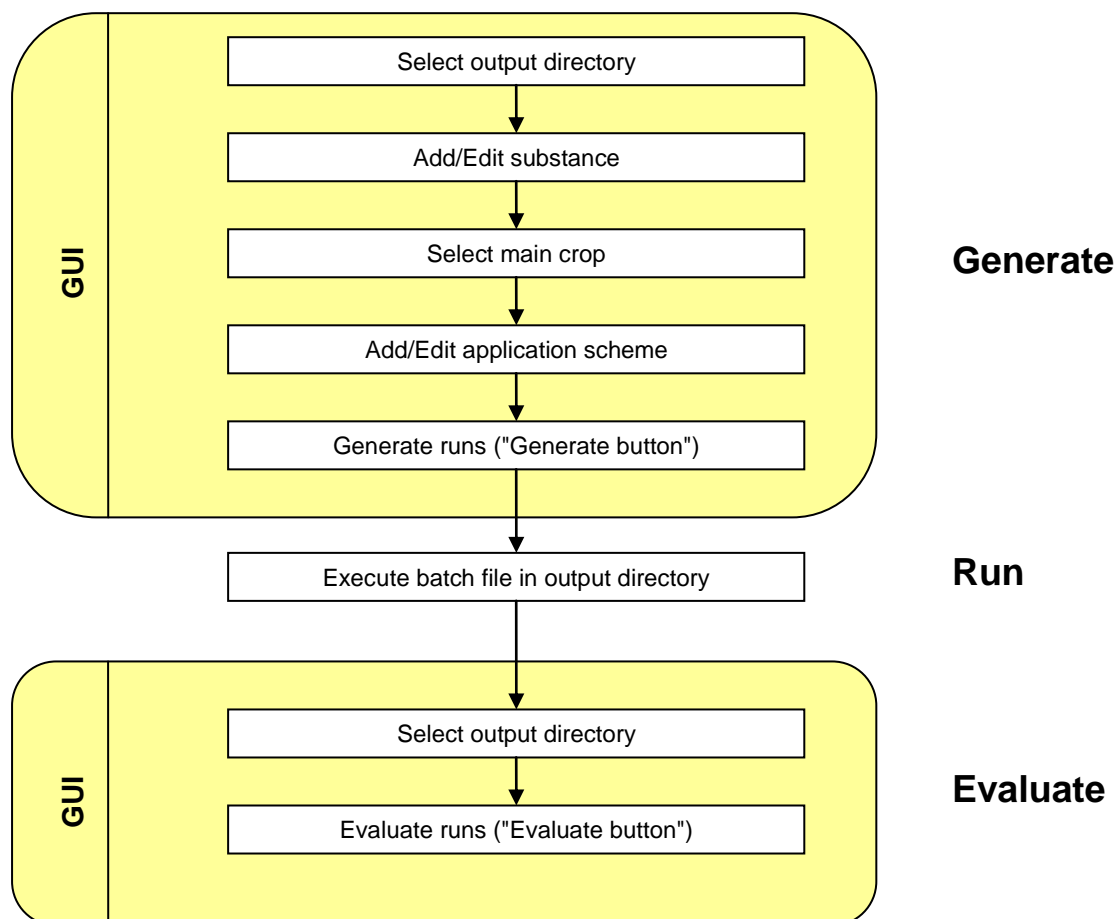 Select output directory
Add/Edit substance
Select main crop
Add/Edit application scheme
Generate runs ("Generate button")
GUI
Generate
Execute batch file in output directory
Run
Select output directory
Evaluate runs ("Evaluate button")
GUI
Evaluate